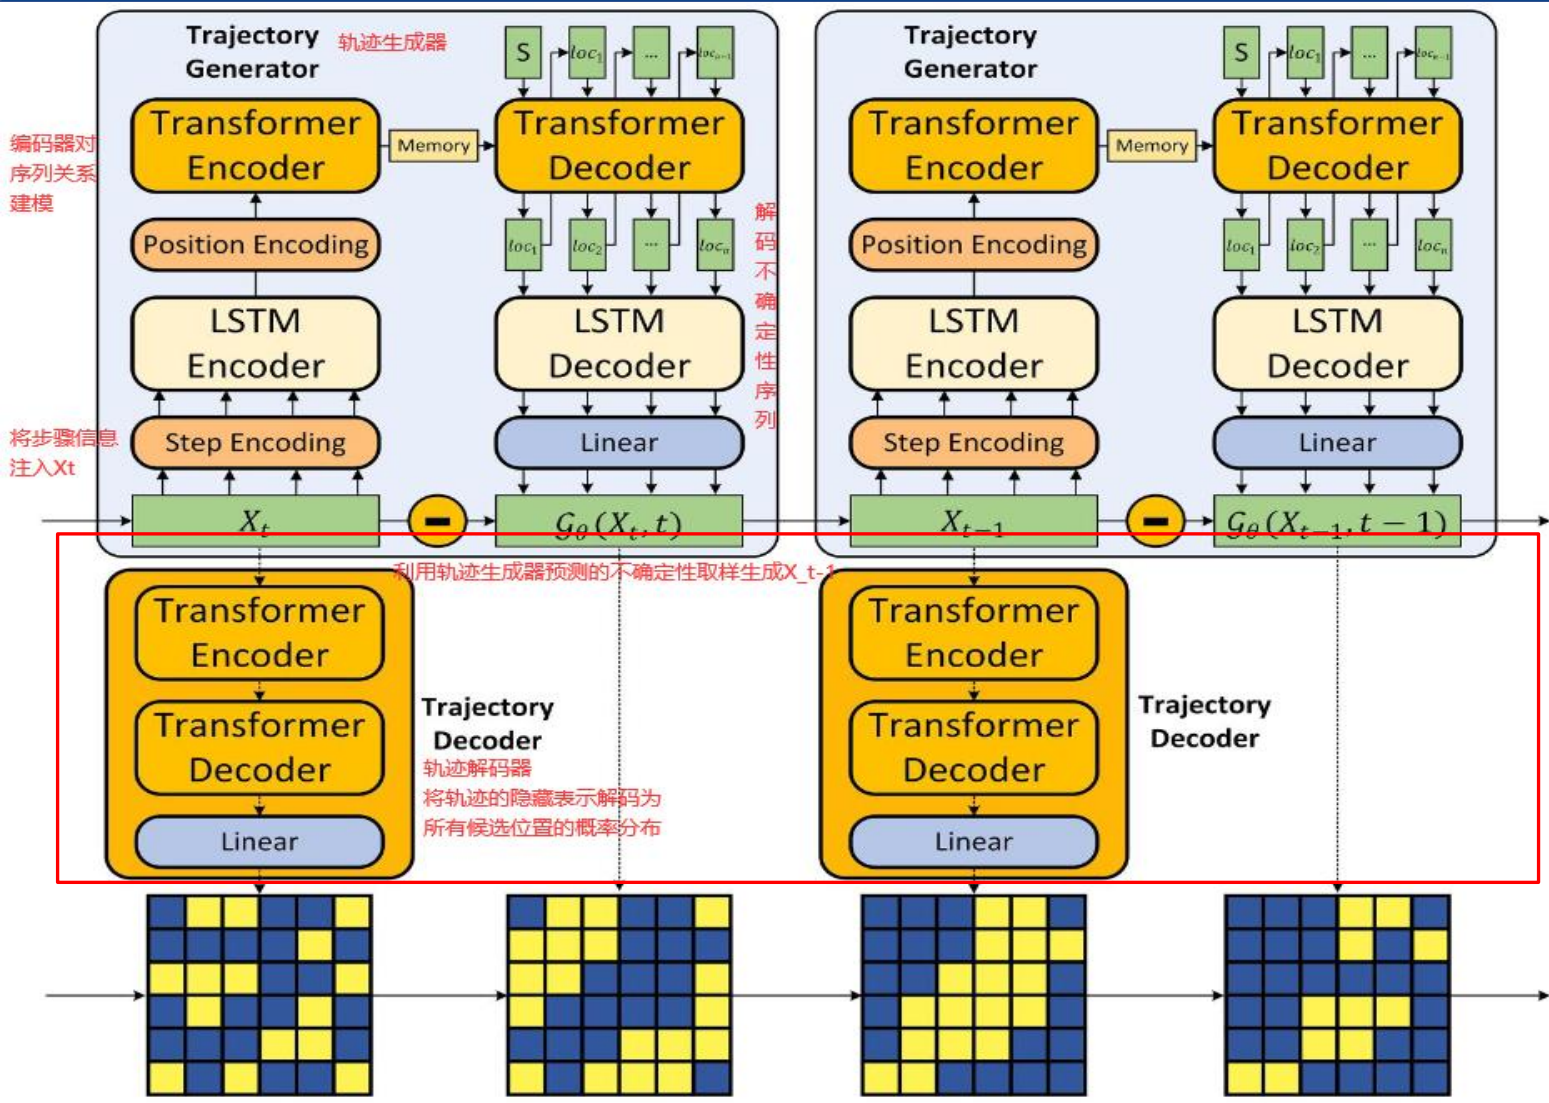 Trajectory
Generator
轨迹生成器
S
loc₁
...
locₙ₋₁
编码器对
序列关系
建模
Transformer
Encoder
Memory
Transformer
Decoder
Position Encoding
loc₁
loc₂
...
locₙ
解码不确定性序列
LSTM
Encoder
LSTM
Decoder
将步骤信息
注入Xt
Step Encoding
Linear
Xₜ
-
G_θ(Xₜ, t)
Trajectory
Generator
S
loc₁
...
locₙ₋₁
Transformer
Encoder
Memory
Transformer
Decoder
Position Encoding
loc₁
loc₂
...
locₙ
LSTM
Encoder
LSTM
Decoder
Step Encoding
Linear
Xₜ₋₁
-
G_θ(Xₜ₋₁, t − 1)
利用轨迹生成器预测的不确定性取样生成X_t-1
Transformer
Encoder
Transformer
Decoder
Linear
Trajectory
Decoder
轨迹解码器
将轨迹的隐藏表示解码为
所有候选位置的概率分布
Transformer
Encoder
Transformer
Decoder
Linear
Trajectory
Decoder